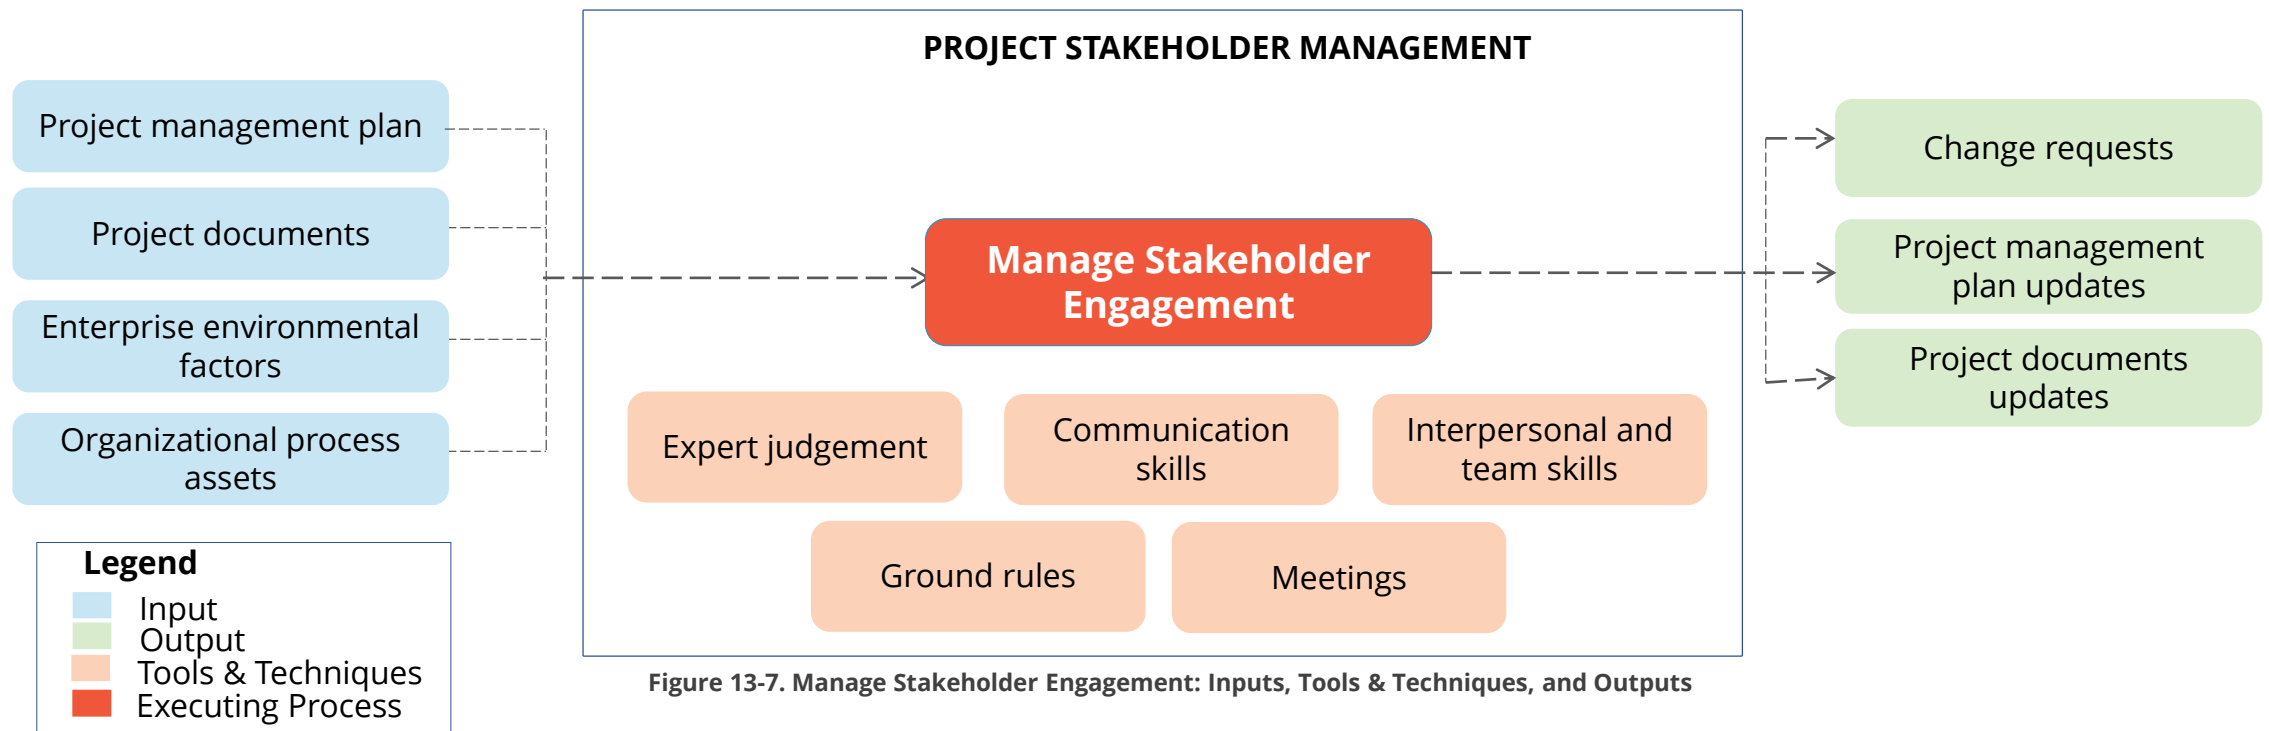 PROJECT STAKEHOLDER MANAGEMENT
Project management plan
Project documents
Enterprise environmental
factors
Organizational process
assets
Manage Stakeholder
Engagement
Expert judgement
Communication
skills
Interpersonal and
team skills
Ground rules
Meetings
Change requests
Project management
plan updates
Project documents
updates
Legend
Input
Output
Tools & Techniques
Executing Process
Figure 13-7. Manage Stakeholder Engagement: Inputs, Tools & Techniques, and Outputs